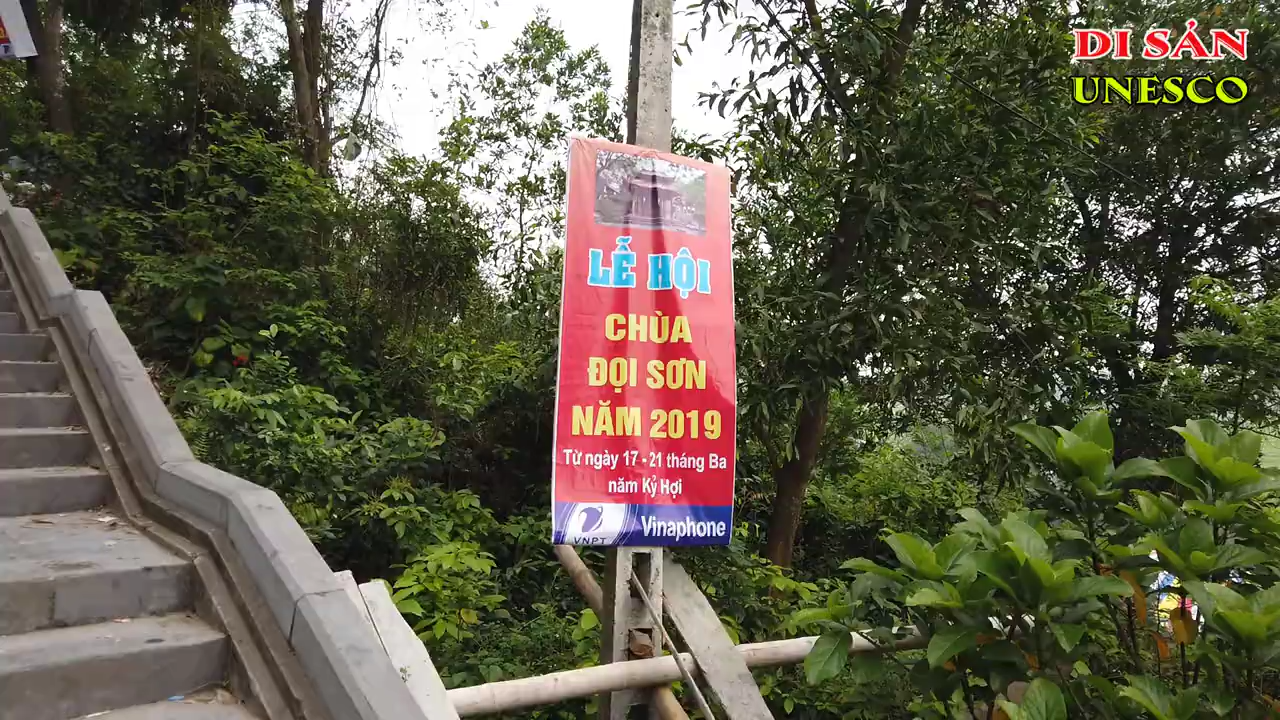 DI SẢN
UNESCO
LỄ HỘI
CHÙA
ĐỌI SƠN
NĂM 2019
Từ ngày 17 - 21 tháng Ba
năm Kỷ Hợi
VNPT Vinaphone